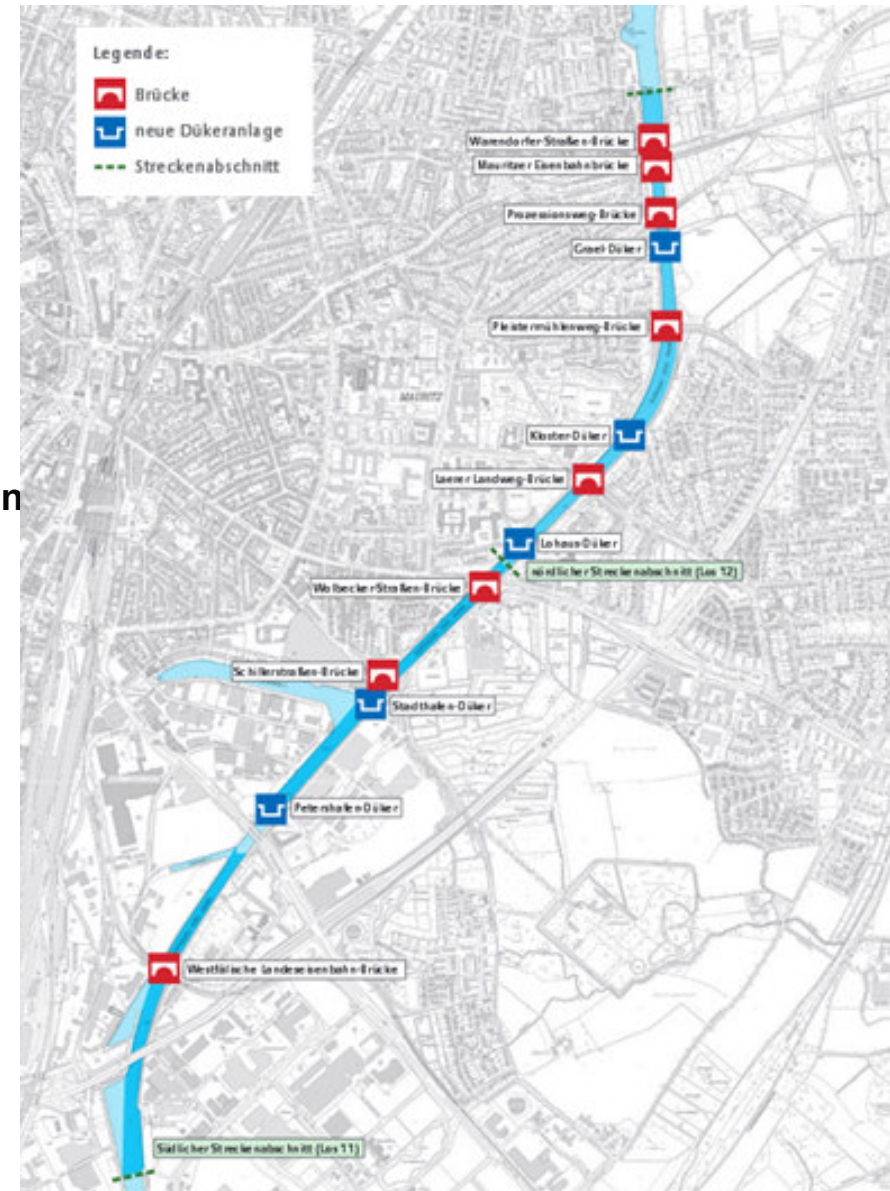 Legende:
Brücke
neue Dükeranlage
Streckenabschnitt
Warendorfer-Straßen-Brücke
Mauritzer Eisenbahnbrücke
Prozessionsweg-Brücke
Grael-Düker
Pleistermühlenweg-Brücke
MAURITZ
Kloster-Düker
Laerer Landweg-Brücke
n
Lohaus-Düker
nördlicher Streckenabschnitt (Los 12)
Wolbecker-Straßen-Brücke
Schillerstraßen-Brücke
Stadthafen-Düker
Petershafen-Düker
Westfälische Landeseisenbahn-Brücke
Südlicher Streckenabschnitt (Los 11)